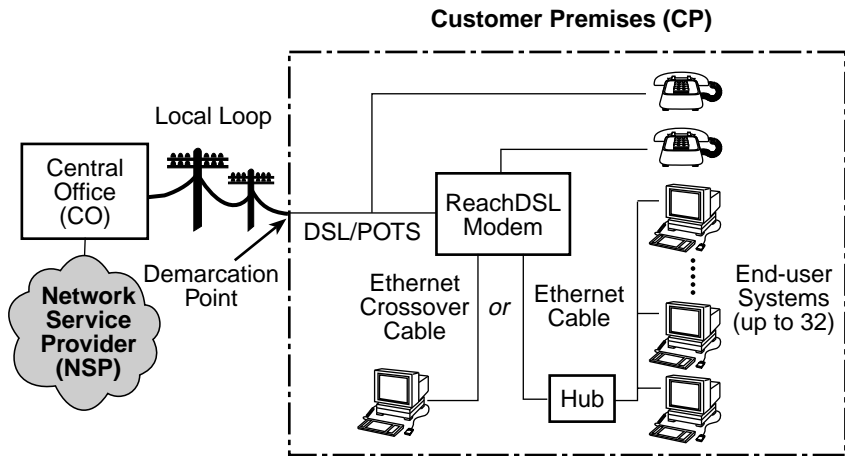 Customer Premises (CP)
Local Loop
Central
Office
(CO)
ReachDSL
Modem
DSL/POTS
Demarcation
Point
Network
Service
Provider
(NSP)
Ethernet
Crossover
Cable
or
Ethernet
Cable
End-user
Systems
(up to 32)
Hub